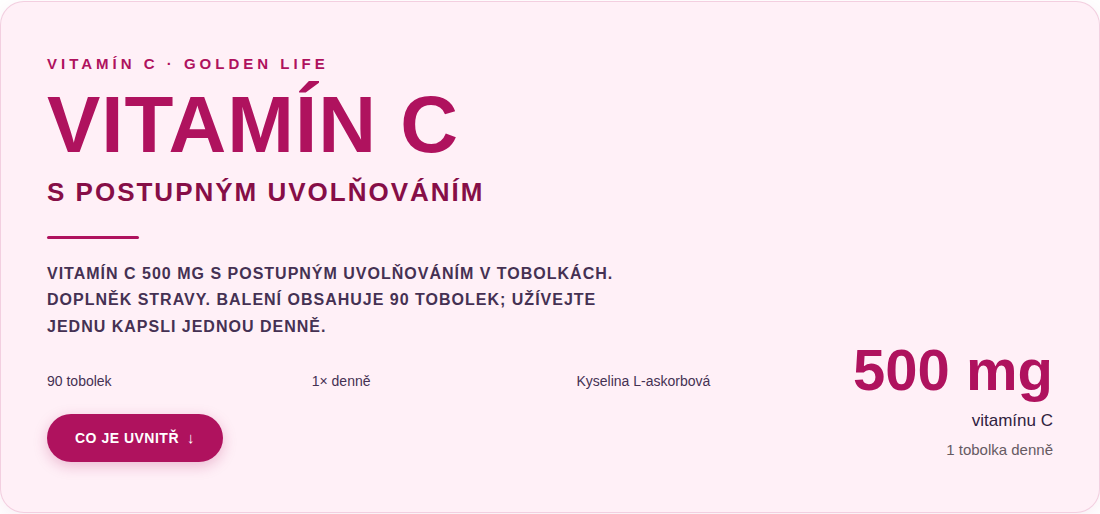 VITAMÍN C · GOLDEN LIFE
VITAMÍN C
S POSTUPNÝM UVOLŇOVÁNÍM
VITAMÍN C 500 MG S POSTUPNÝM UVOLŇOVÁNÍM V TOBOLKÁCH.
DOPLNĚK STRAVY. BALENÍ OBSAHUJE 90 TOBOLEK; UŽÍVEJTE
JEDNU KAPSLI JEDNOU DENNĚ.
90 tobolek
1× denně
Kyselina L-askorbová
CO JE UVNITŘ ↓
500 mg
vitamínu C
1 tobolka denně